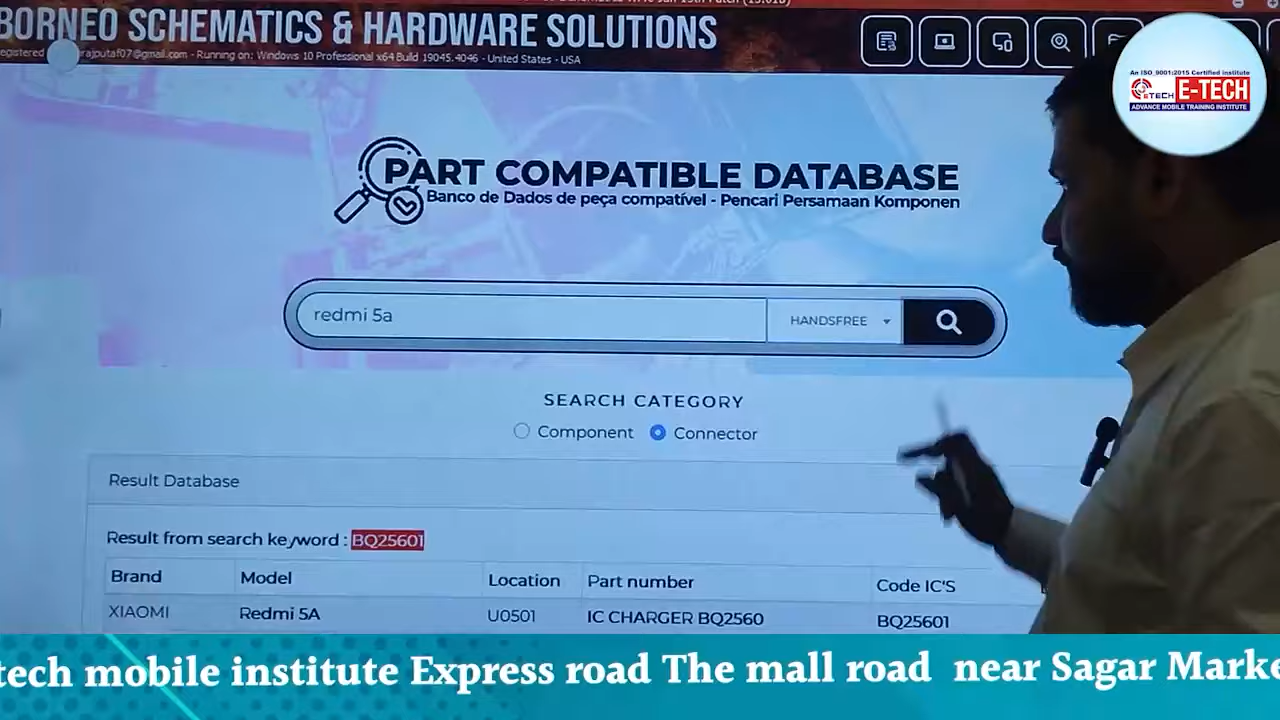 BORNEO SCHEMATICS & HARDWARE SOLUTIONS
rajputaf07@gmail.com - Running on: Windows 10 Professional x64 Build 19045.4046 - United States - USA
An ISO 9001:2015 Certified Institute
ETECH E-TECH
ADVANCE MOBILE TRAINING INSTITUTE
PART COMPATIBLE DATABASE
Banco de Dados de peça compatível - Pencari Persamaan Komponen
redmi 5a HANDSFREE
SEARCH CATEGORY
Component Connector
Result Database
Result from search keyword : BQ25601
Brand Model Location Part number Code IC'S
XIAOMI Redmi 5A U0501 IC CHARGER BQ2560 BQ25601
tech mobile institute Express road The mall road near Sagar Marke